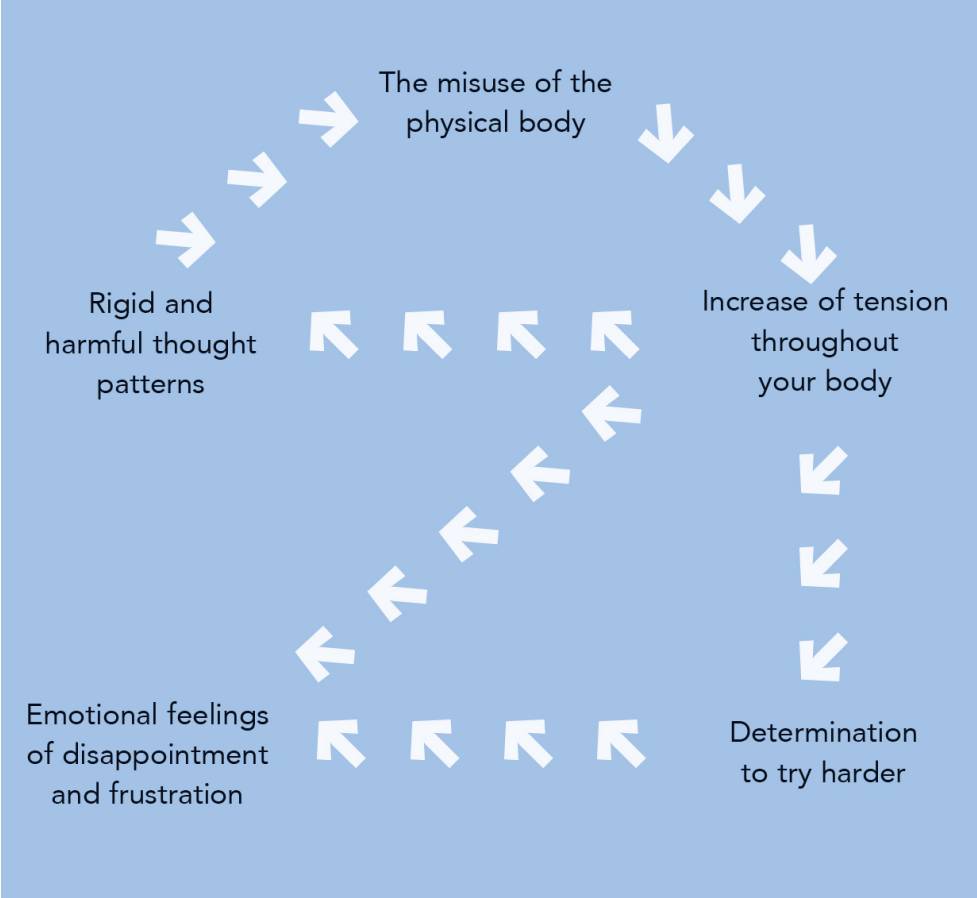 The misuse of the
physical body
Rigid and
harmful thought
patterns
Increase of tension
throughout
your body
Emotional feelings
of disappointment
and frustration
Determination
to try harder